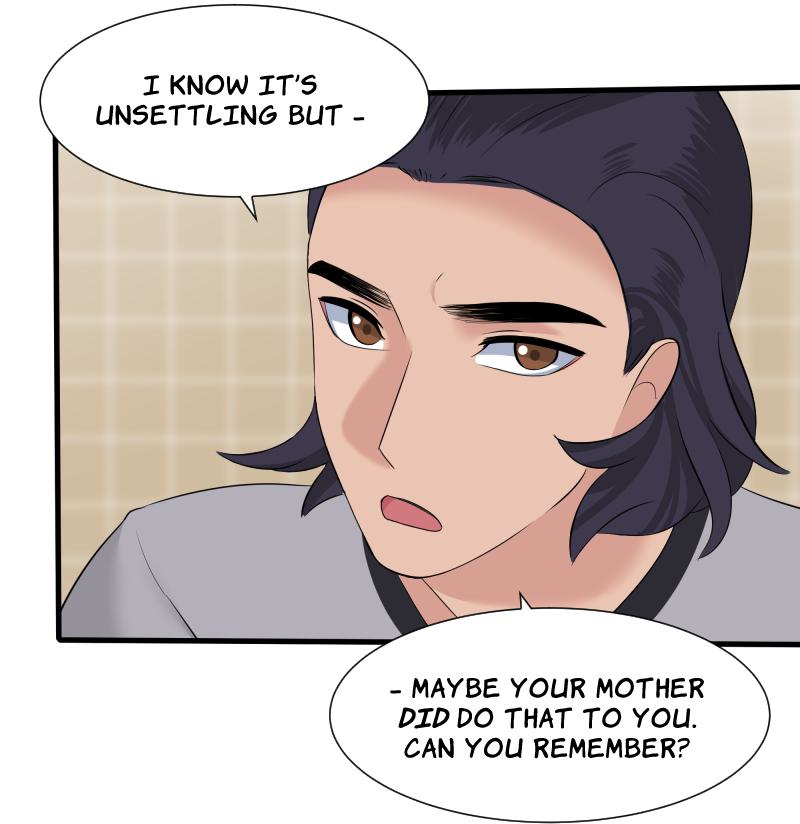 I KNOW IT'S
UNSETTLING BUT -
- MAYBE YOUR MOTHER
DID DO THAT TO YOU.
CAN YOU REMEMBER?